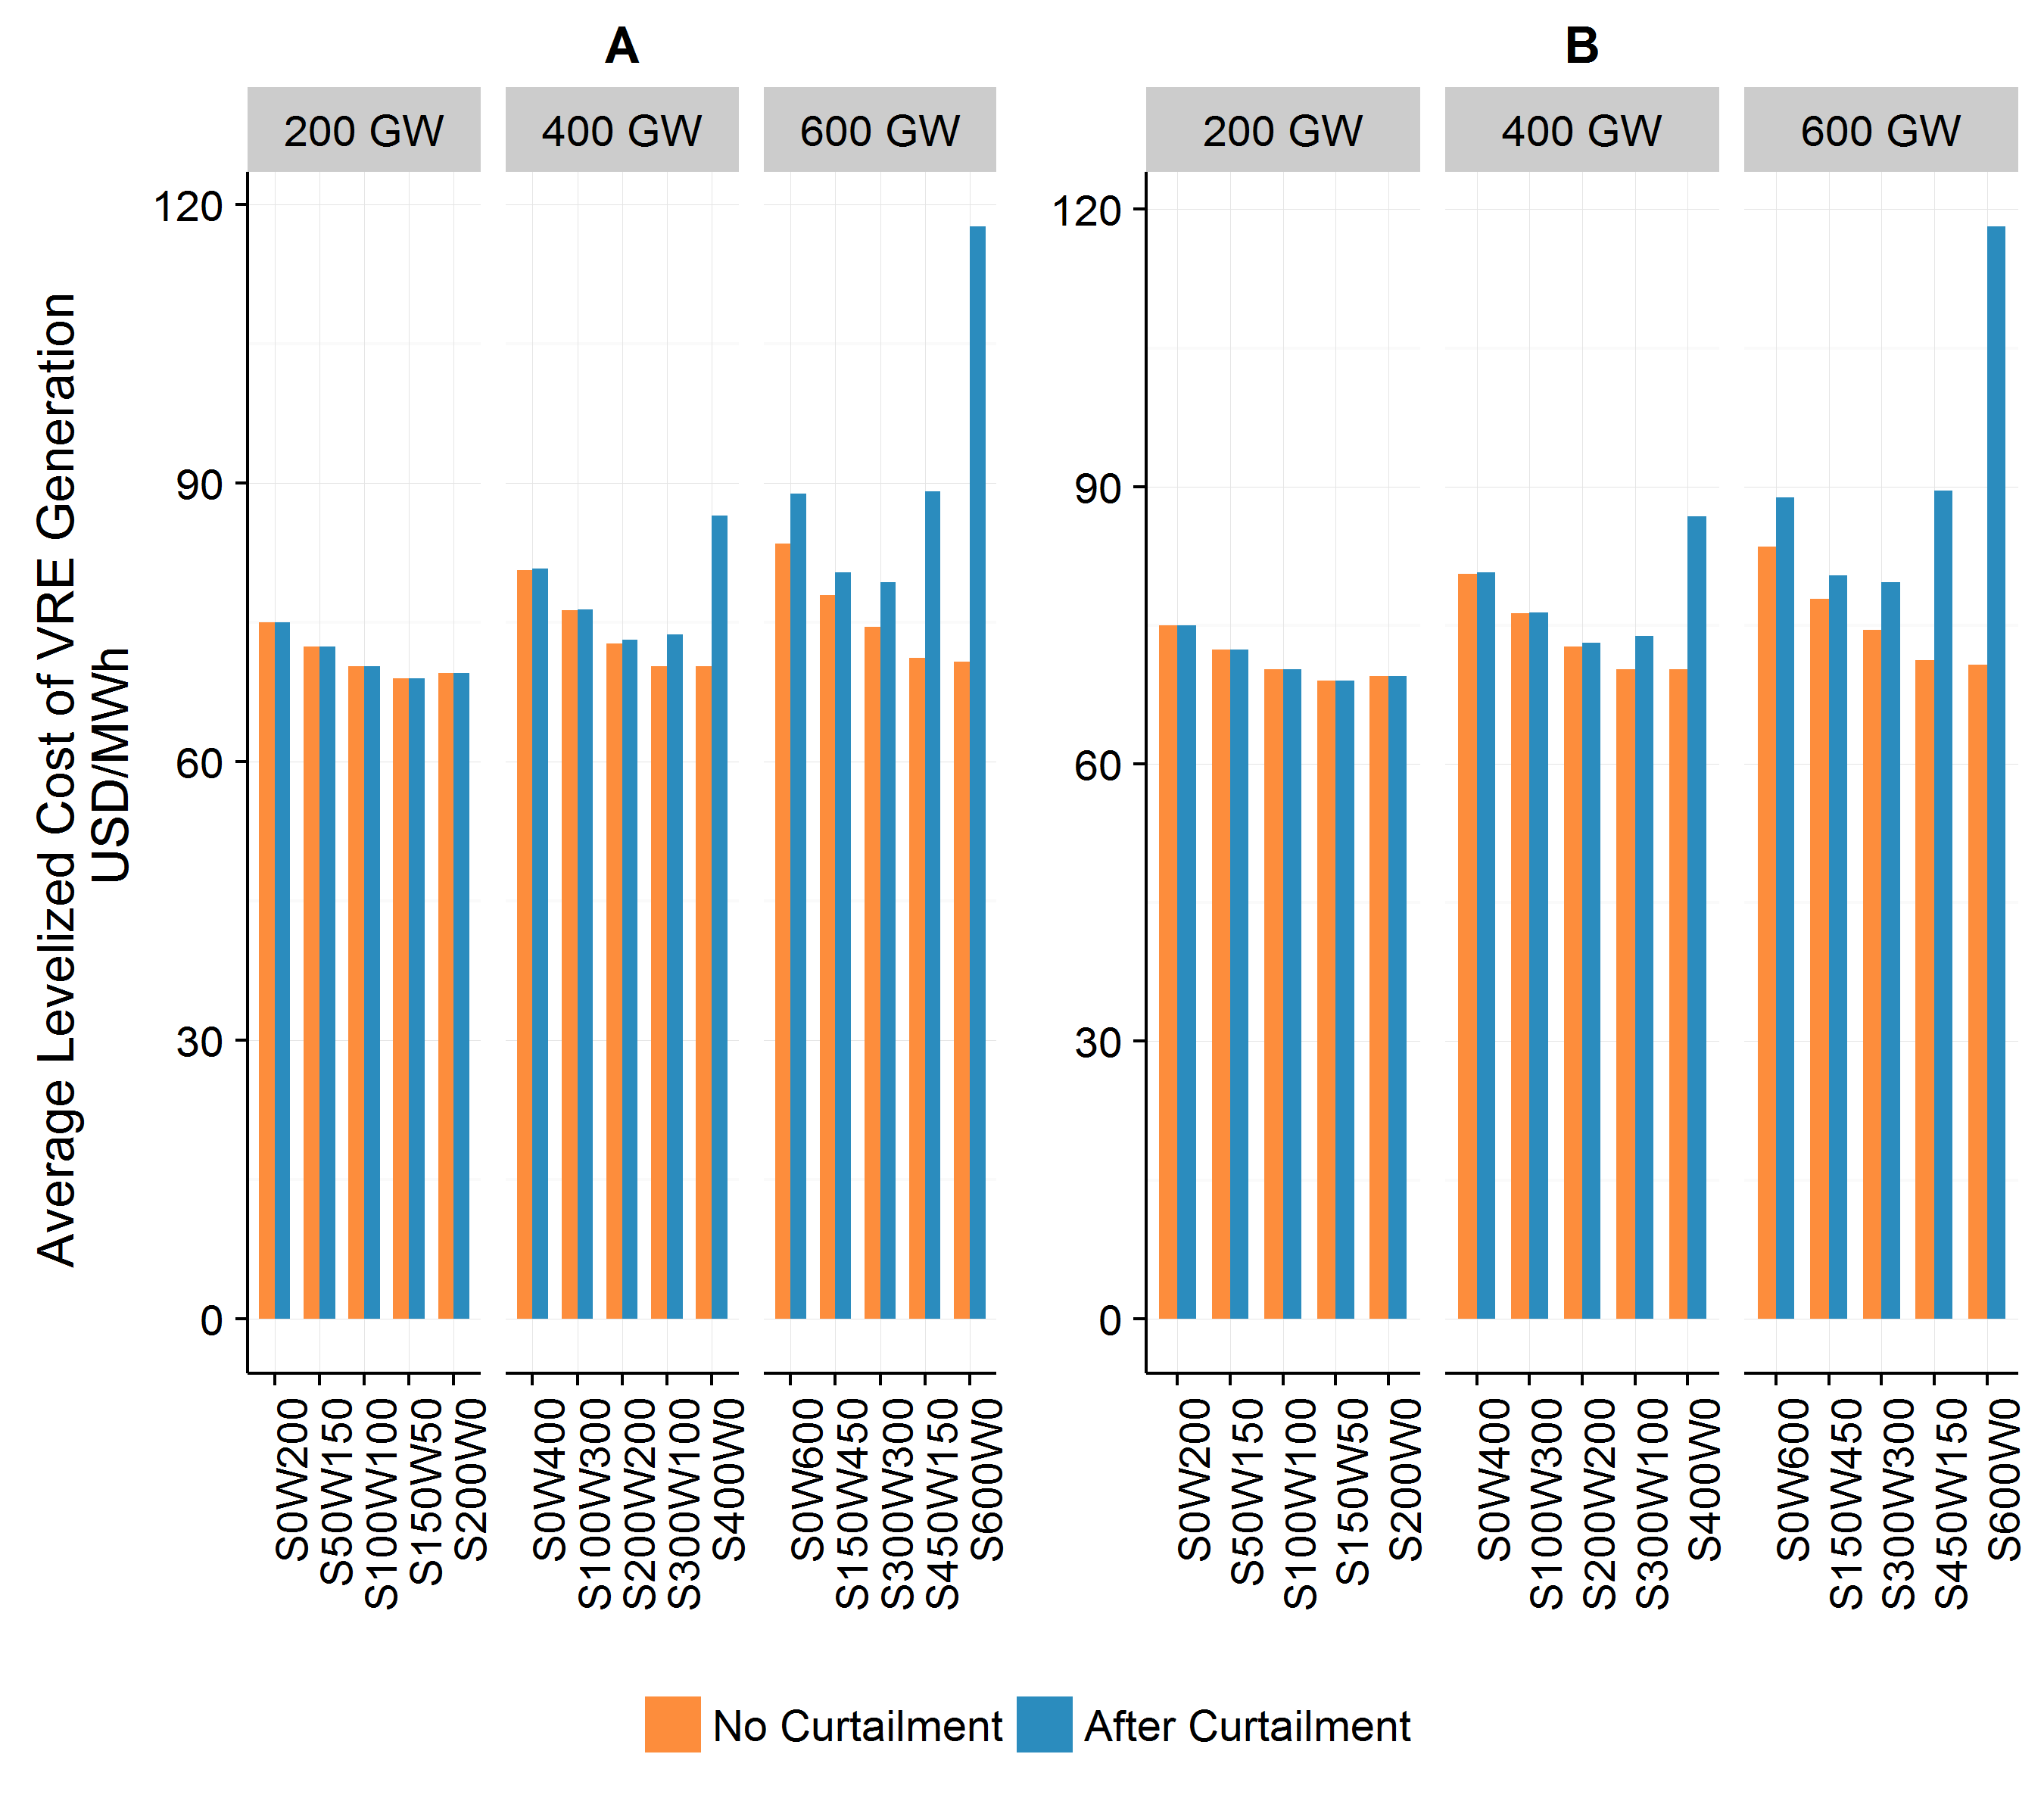 A
B
200 GW
400 GW
600 GW
200 GW
400 GW
600 GW
Average Levelized Cost of VRE Generation
USD/MWh
120
90
60
30
0
120
90
60
30
0
S0W200
S50W150
S100W100
S150W50
S200W0
S0W400
S100W300
S200W200
S300W100
S400W0
S0W600
S150W450
S300W300
S450W150
S600W0
S0W200
S50W150
S100W100
S150W50
S200W0
S0W400
S100W300
S200W200
S300W100
S400W0
S0W600
S150W450
S300W300
S450W150
S600W0
No Curtailment
After Curtailment